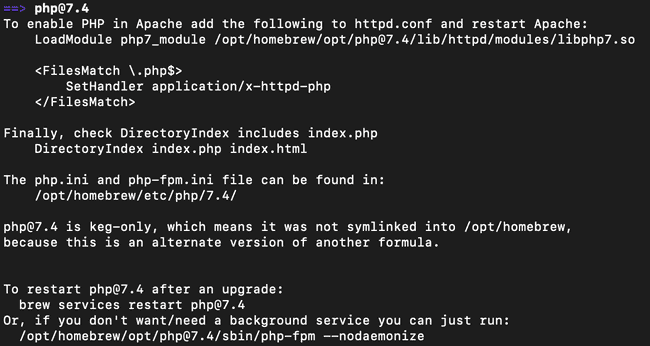 ==> php@7.4
To enable PHP in Apache add the following to httpd.conf and restart Apache:
    LoadModule php7_module /opt/homebrew/opt/php@7.4/lib/httpd/modules/libphp7.so

    <FilesMatch \.php$>
        SetHandler application/x-httpd-php
    </FilesMatch>

Finally, check DirectoryIndex includes index.php
    DirectoryIndex index.php index.html

The php.ini and php-fpm.ini file can be found in:
    /opt/homebrew/etc/php/7.4/

php@7.4 is keg-only, which means it was not symlinked into /opt/homebrew,
because this is an alternate version of another formula.


To restart php@7.4 after an upgrade:
  brew services restart php@7.4
Or, if you don't want/need a background service you can just run:
  /opt/homebrew/opt/php@7.4/sbin/php-fpm --nodaemonize